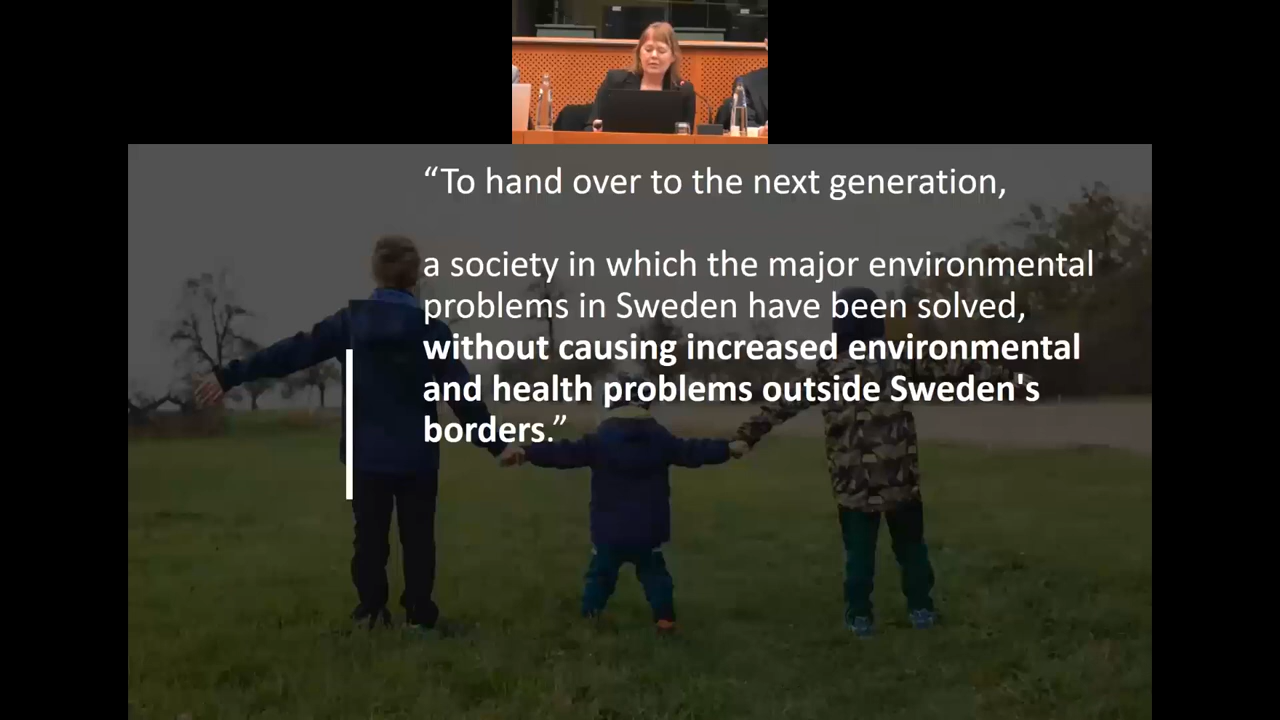 “To hand over to the next generation,
a society in which the major environmental
problems in Sweden have been solved,
without causing increased environmental
and health problems outside Sweden's
borders.”